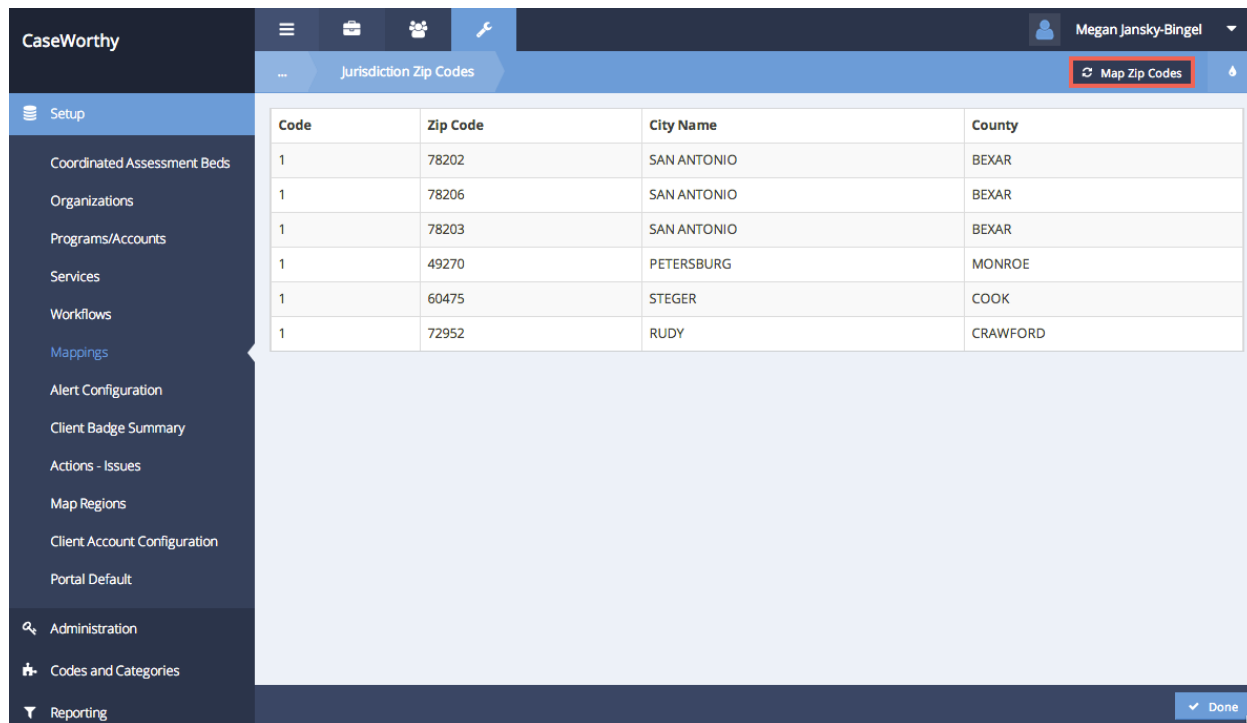 CaseWorthy
Megan Jansky-Bingel
...
Jurisdiction Zip Codes
Map Zip Codes
Setup
Coordinated Assessment Beds
Organizations
Programs/Accounts
Services
Workflows
Mappings
Alert Configuration
Client Badge Summary
Actions - Issues
Map Regions
Client Account Configuration
Portal Default
Administration
Codes and Categories
Reporting
Code Zip Code City Name County
1 78202 SAN ANTONIO BEXAR
1 78206 SAN ANTONIO BEXAR
1 78203 SAN ANTONIO BEXAR
1 49270 PETERSBURG MONROE
1 60475 STEGER COOK
1 72952 RUDY CRAWFORD
Done